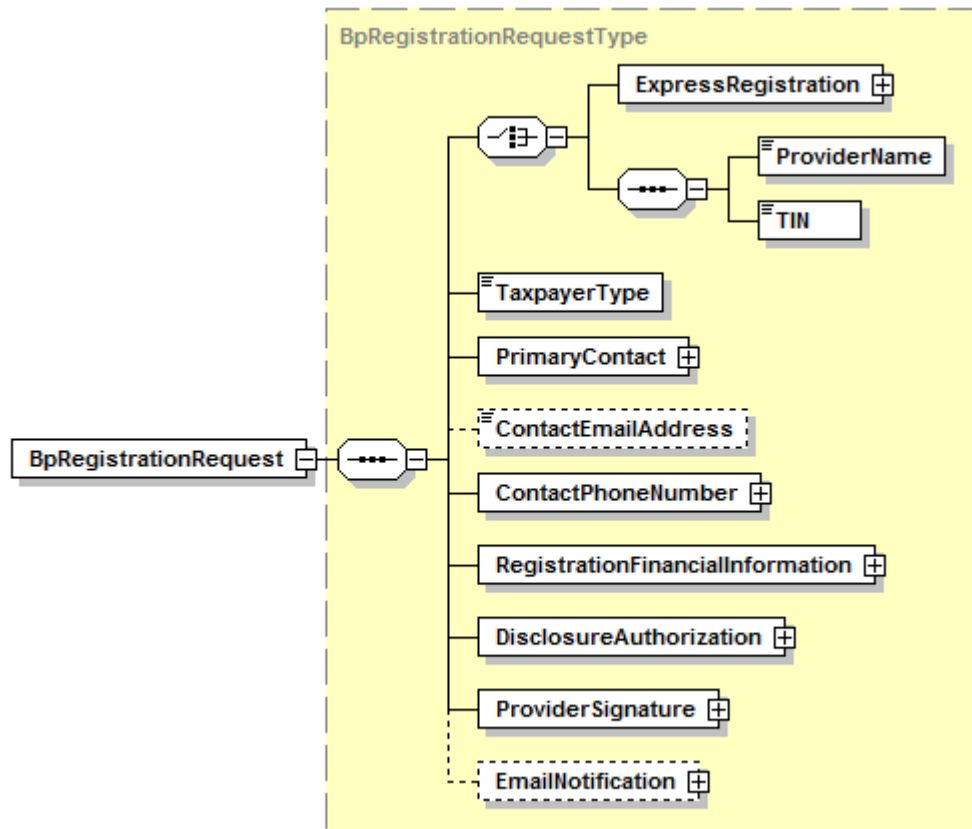 BpRegistrationRequestType
ExpressRegistration
ProviderName
TIN
TaxpayerType
PrimaryContact
ContactEmailAddress
BpRegistrationRequest
ContactPhoneNumber
RegistrationFinancialInformation
DisclosureAuthorization
ProviderSignature
EmailNotification